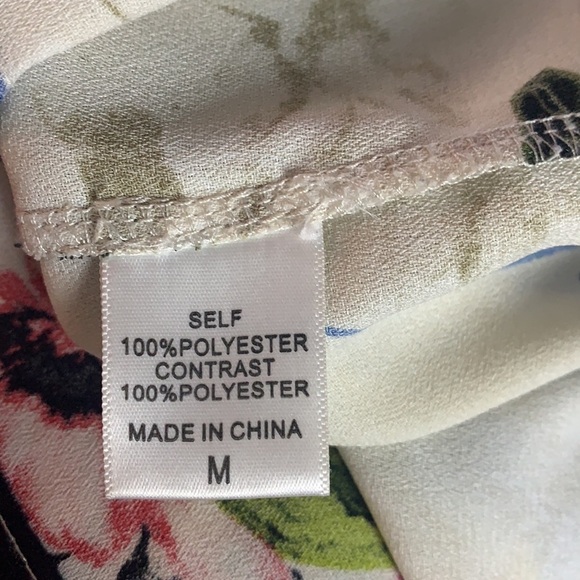 SELF
100%POLYESTER
CONTRAST
100%POLYESTER
MADE IN CHINA
M